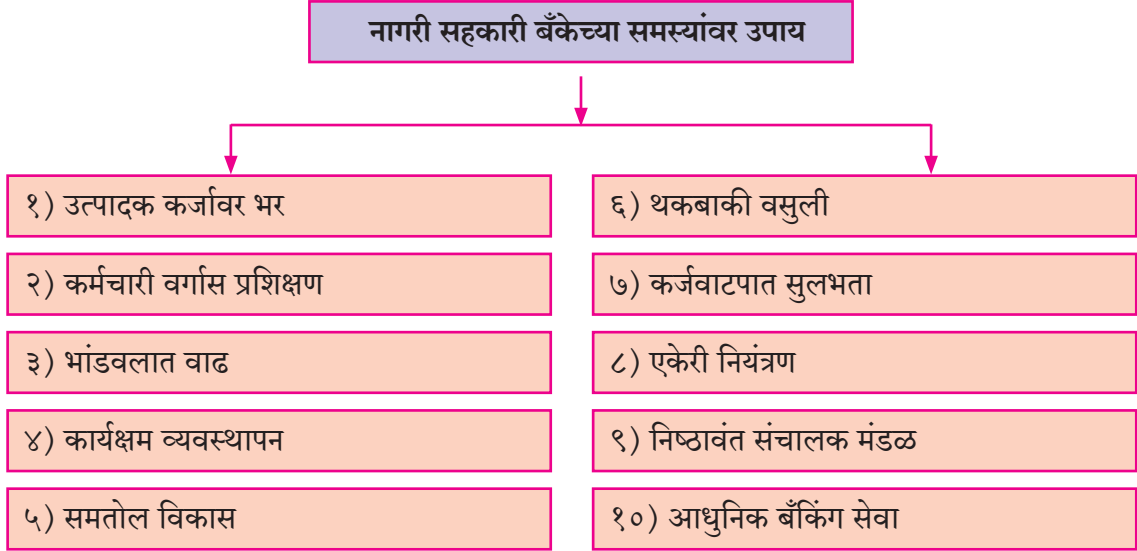 नागरी सहकारी बँकेच्या समस्यांवर उपाय
१) उत्पादक कर्जावर भर
२) कर्मचारी वर्गास प्रशिक्षण
३) भांडवलात वाढ
४) कार्यक्षम व्यवस्थापन
५) समतोल विकास
६) थकबाकी वसुली
७) कर्जवाटपात सुलभता
८) एकेरी नियंत्रण
९) निष्ठावंत संचालक मंडळ
१०) आधुनिक बँकिंग सेवा